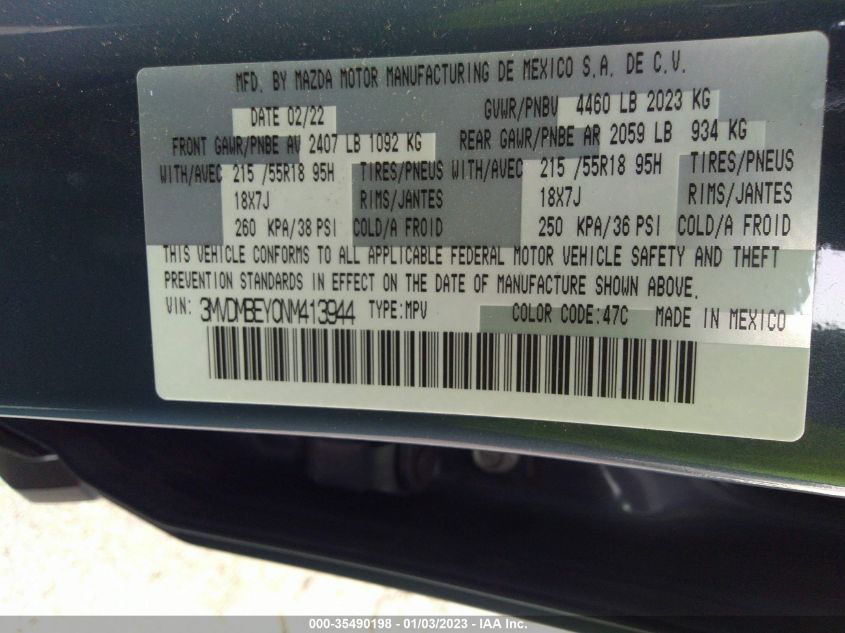 MFD. BY MAZDA MOTOR MANUFACTURING DE MEXICO S.A. DE C.V.
DATE 02/22 GVWR/PNBV 4460 LB 2023 KG
FRONT GAWR/PNBE AV 2407 LB 1092 KG REAR GAWR/PNBE AR 2059 LB 934 KG
WITH/AVEC 215 /55R18 95H TIRES/PNEUS WITH/AVEC 215 /55R18 95H TIRES/PNEUS
18X7J RIMS/JANTES 18X7J RIMS/JANTES
260 KPA/38 PSI COLD/A FROID 250 KPA/36 PSI COLD/A FROID
THIS VEHICLE CONFORMS TO ALL APPLICABLE FEDERAL MOTOR VEHICLE SAFETY AND THEFT
PREVENTION STANDARDS IN EFFECT ON THE DATE OF MANUFACTURE SHOWN ABOVE.
VIN: 3MVDMBEY0NM413944 TYPE:MPV COLOR CODE:47C MADE IN MEXICO
000-35490198 - 01/03/2023 - IAA Inc.